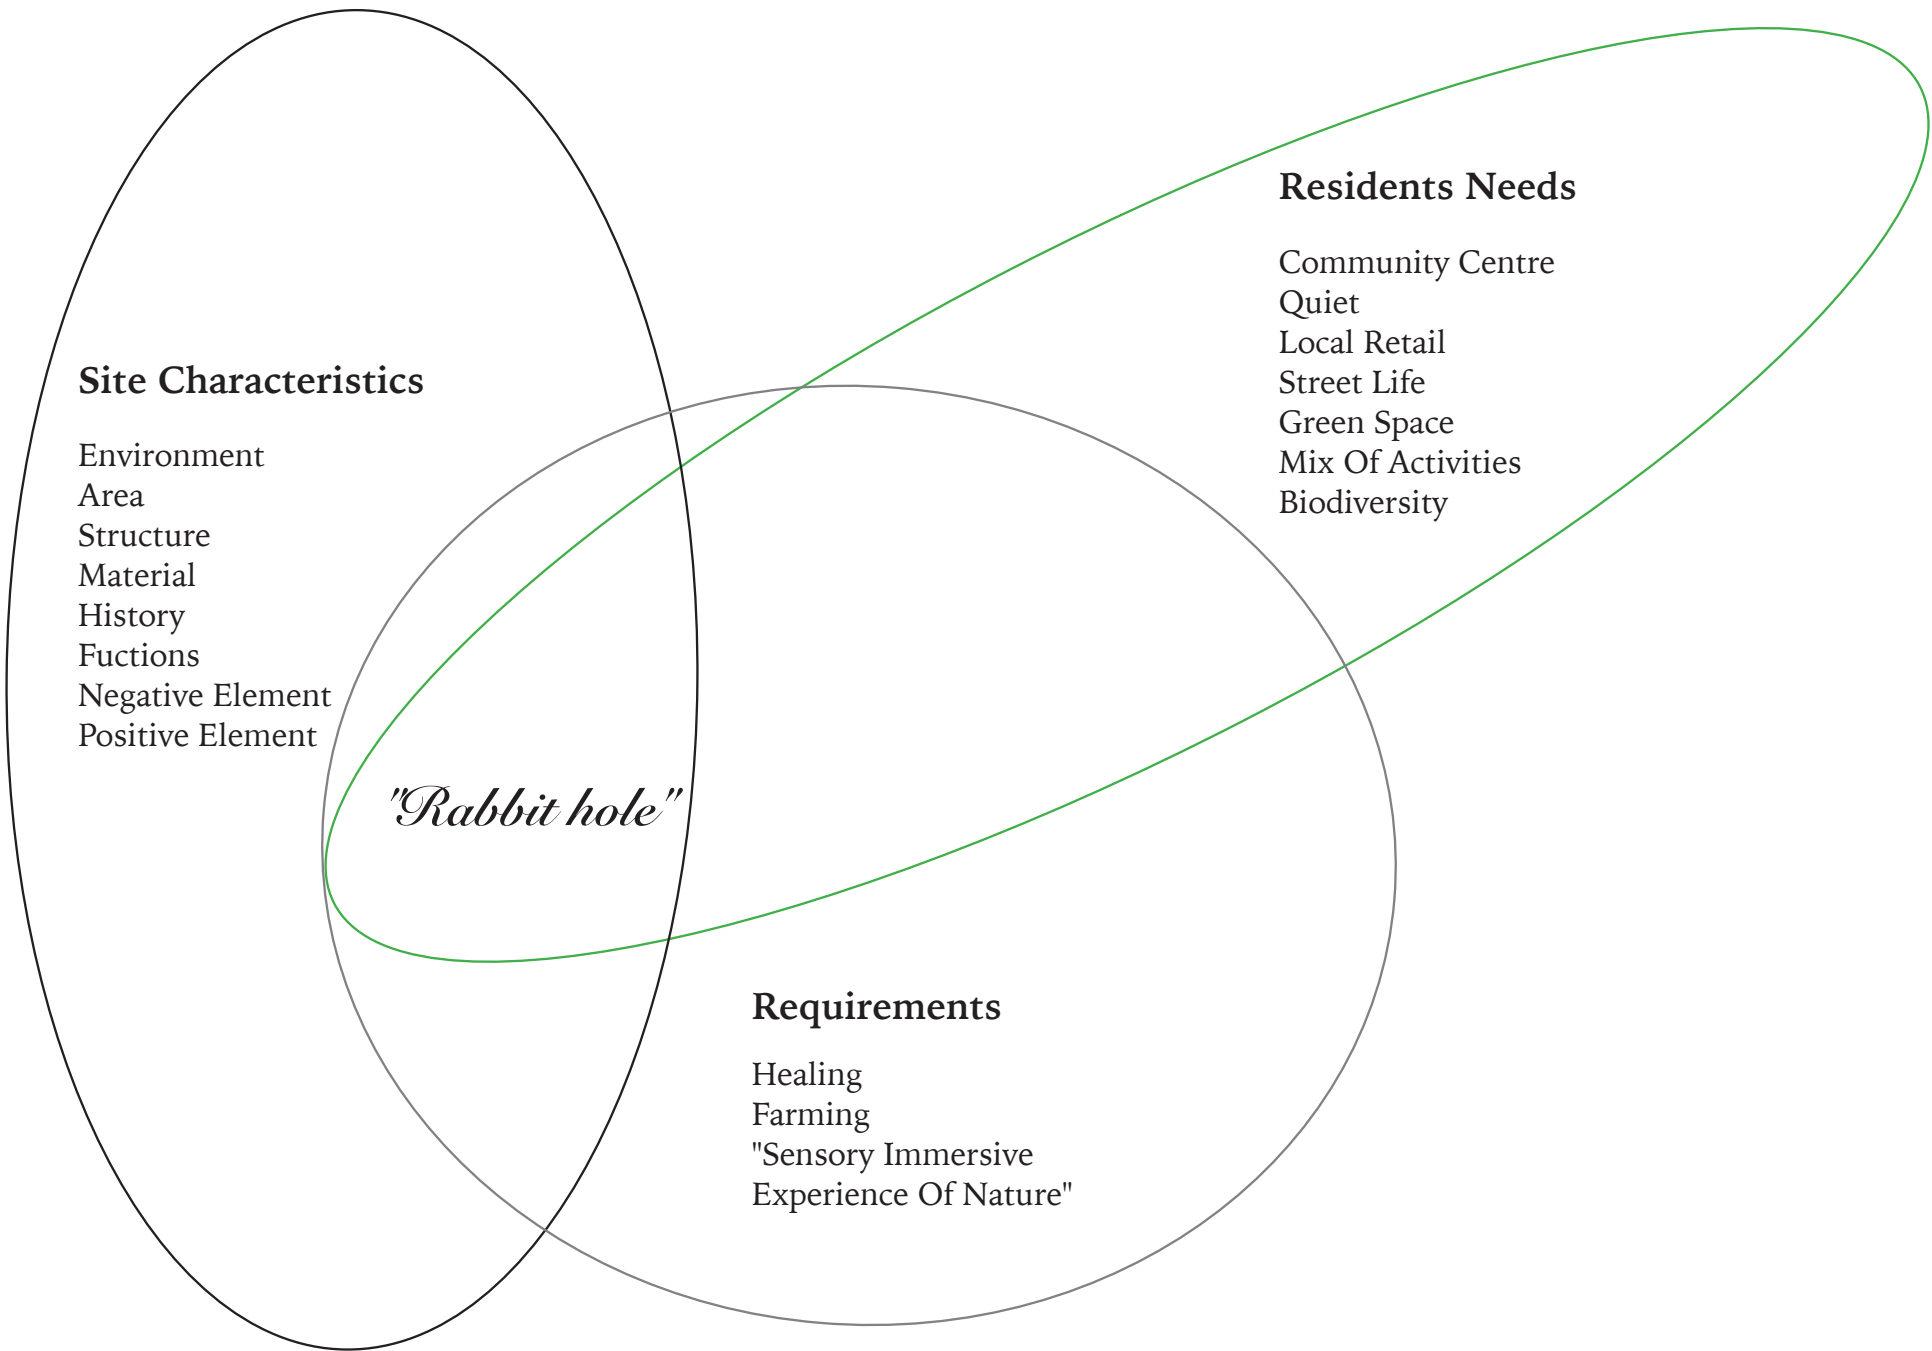 Site Characteristics
Environment
Area
Structure
Material
History
Fuctions
Negative Element
Positive Element
Residents Needs
Community Centre
Quiet
Local Retail
Street Life
Green Space
Mix Of Activities
Biodiversity
"Rabbit hole"
Requirements
Healing
Farming
"Sensory Immersive
Experience Of Nature"